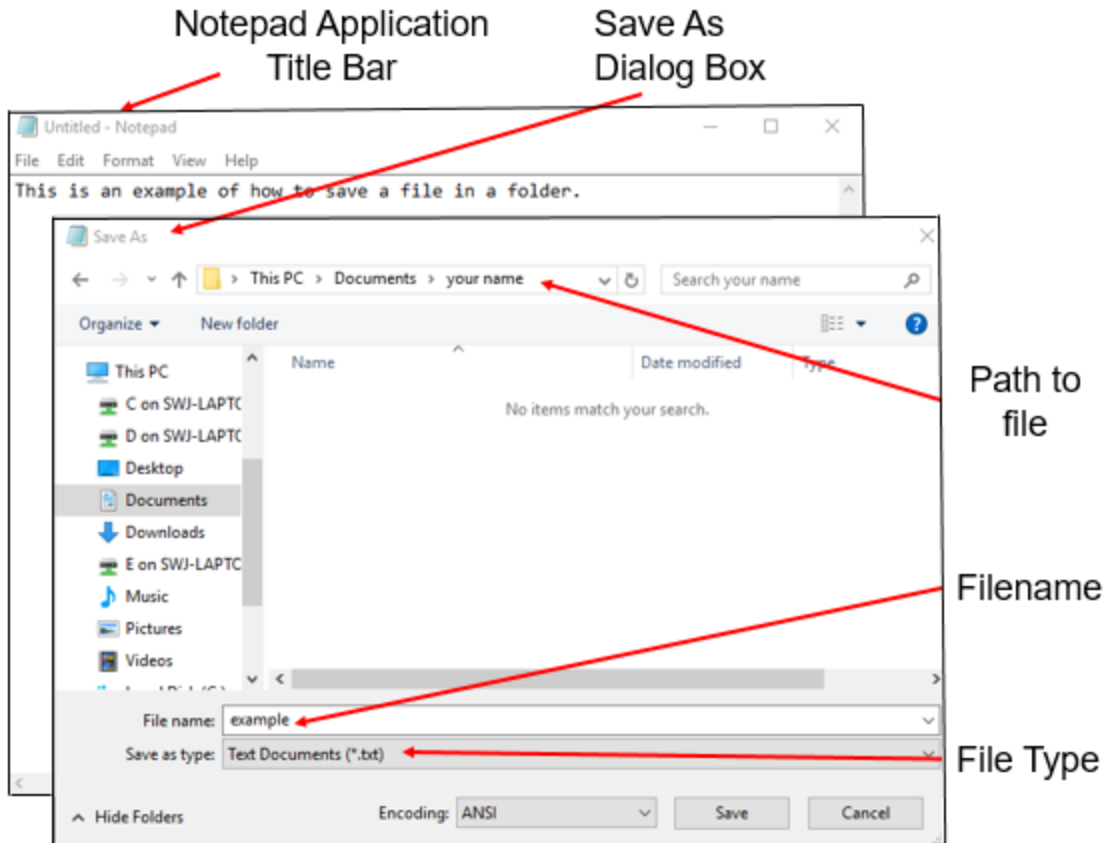 Notepad Application
Title Bar
Save As
Dialog Box
Untitled - Notepad
File Edit Format View Help
This is an example of how to save a file in a folder.
Save As
This PC > Documents > your name
Search your name
Organize New folder
Name Date modified Type
No items match your search.
This PC
C on SWJ-LAPTO
D on SWJ-LAPTO
Desktop
Documents
Downloads
E on SWJ-LAPTO
Music
Pictures
Videos
Path to
file
Filename
File name: example
Save as type: Text Documents (*.txt)
File Type
Hide Folders
Encoding: ANSI
Save
Cancel